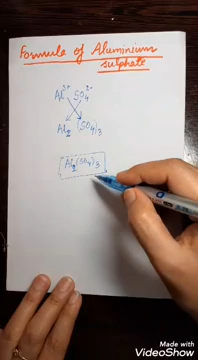 Formula of Aluminium
sulphate
Al³⁺ SO₄²⁻
Al₂ (SO₄)₃
Al₂(SO₄)₃
Made with
VideoShow